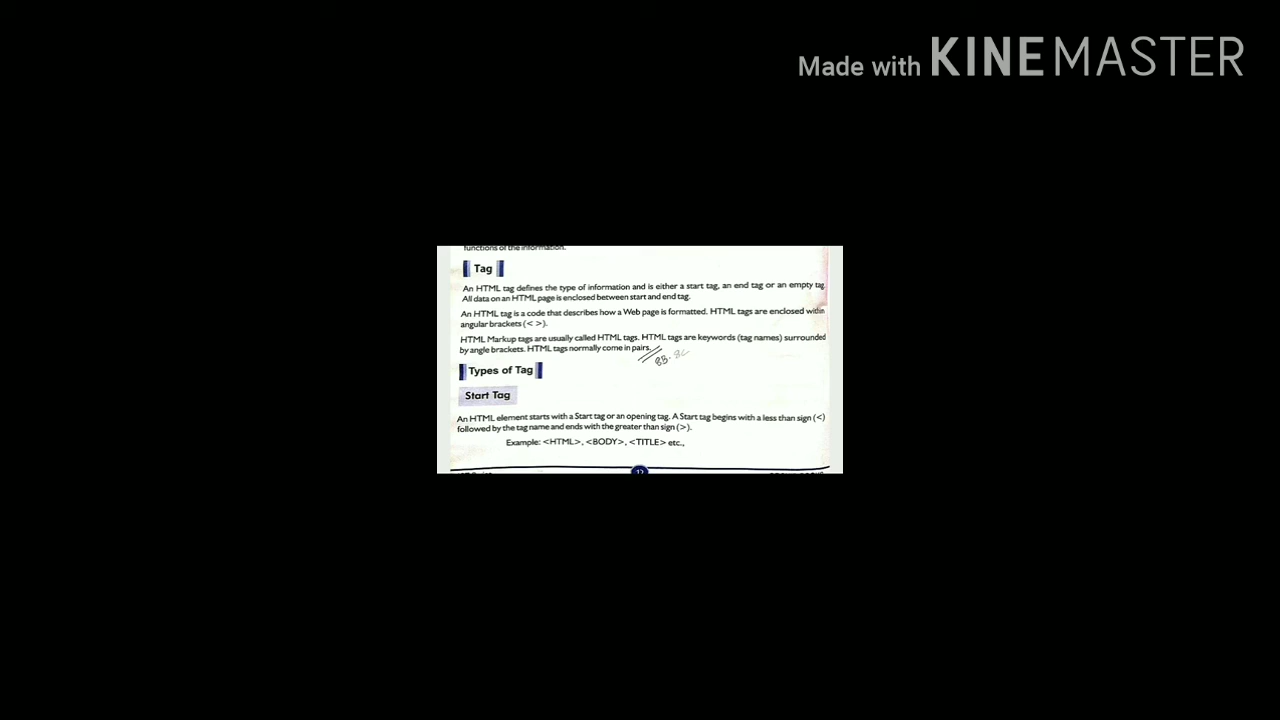 Made with KINEMASTER
functions of the information.
Tag
An HTML tag defines the type of information and is either a start tag, an end tag or an empty tag.
All data on an HTML page is enclosed between start and end tag.
An HTML tag is a code that describes how a Web page is formatted. HTML tags are enclosed within
angular brackets (< >).
HTML Markup tags are usually called HTML tags. HTML tags are keywords (tag names) surrounded
by angle brackets. HTML tags normally come in pairs.
Types of Tag
Start Tag
An HTML element starts with a Start tag or an opening tag. A Start tag begins with a less than sign (<)
followed by the tag name and ends with the greater than sign (>).
Example: <HTML>, <BODY>, <TITLE> etc.,